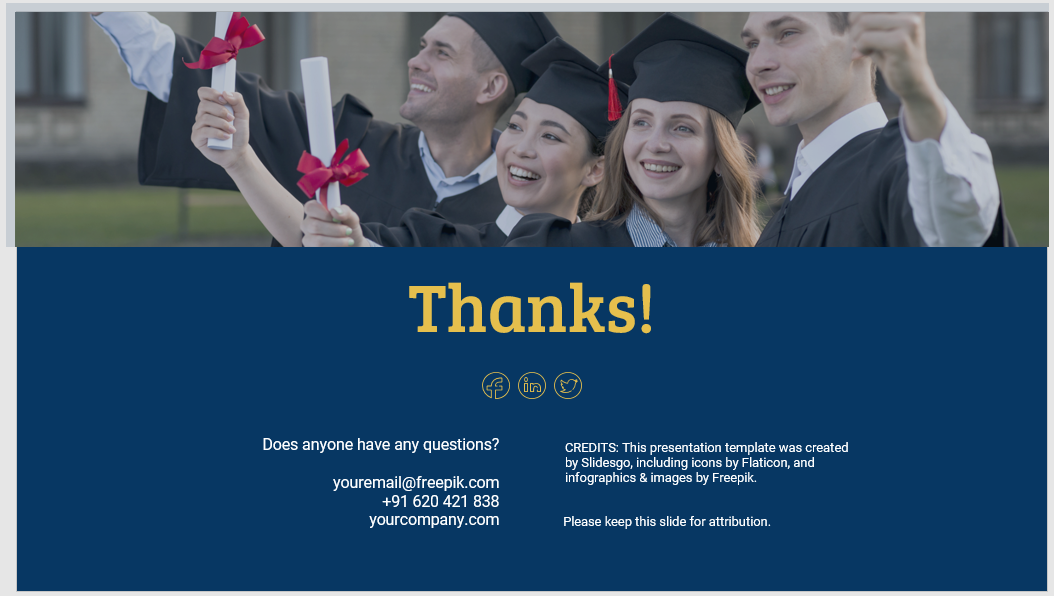 Thanks!
Does anyone have any questions?
youremail@freepik.com
+91 620 421 838
yourcompany.com
CREDITS: This presentation template was created
by Slidesgo, including icons by Flaticon, and
infographics & images by Freepik.
Please keep this slide for attribution.